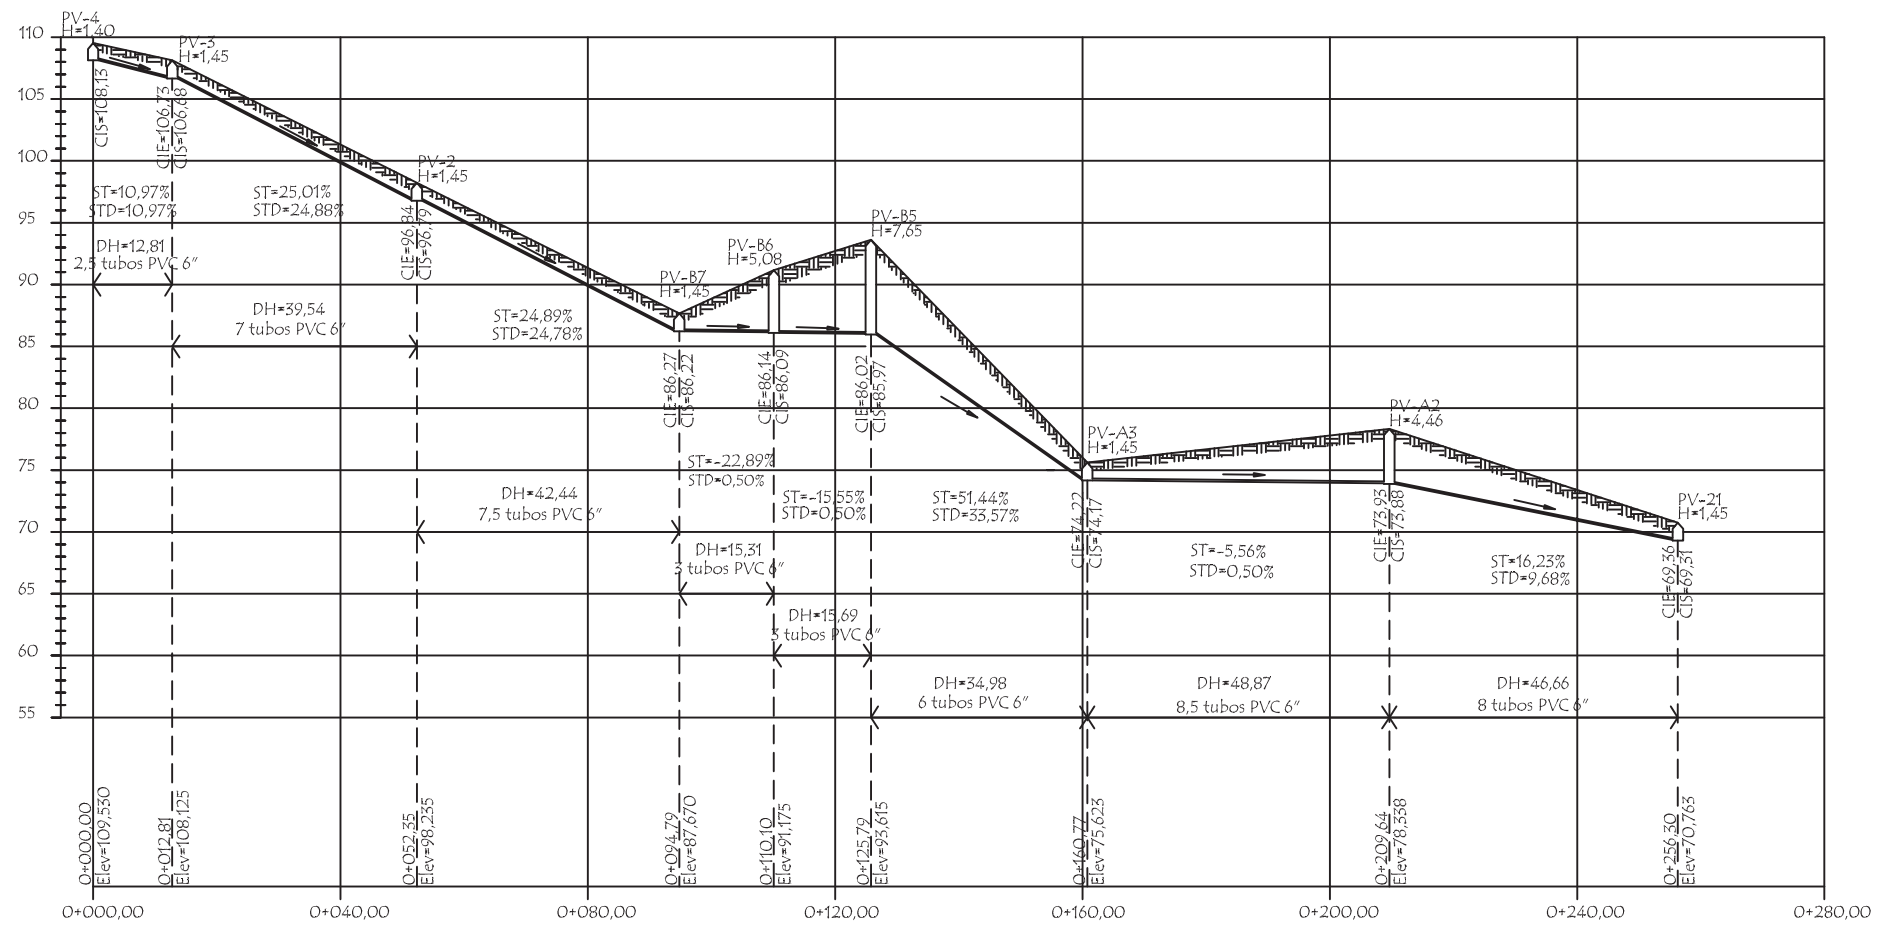 PV-4
H=1,40
PV-3
H=1,45
110
105
100
95
90
85
80
75
70
65
60
55
CIS=108,13
CIE=106,73
CIS=106,68
PV-2
H=1,45
ST=10,97%
STD=10,97%
ST=25,01%
STD=24,88%
CIE=96,84
CIS=96,79
DH=12,81
2,5 tubos PVC 6"
DH=39,54
7 tubos PVC 6"
PV-B7
H=1,45
PV-B6
H=5,08
PV-B5
H=7,65
ST=24,89%
STD=24,78%
CIE=86,27
CIS=86,22
CIE=86,14
CIS=86,09
CIE=86,02
CIS=85,97
PV-A3
H=1,45
PV-A2
H=4,46
PV-21
H=1,45
ST=-22,89%
STD=0,50%
DH=42,44
7,5 tubos PVC 6"
ST=-15,55%
STD=0,50%
ST=51,44%
STD=33,57%
CIE=74,22
CIS=74,17
CIE=73,93
CIS=73,88
DH=15,31
3 tubos PVC 6"
ST=-5,56%
STD=0,50%
ST=16,23%
STD=9,68%
CIE=69,36
CIS=69,31
DH=15,69
3 tubos PVC 6"
DH=34,98
6 tubos PVC 6"
DH=48,87
8,5 tubos PVC 6"
DH=46,66
8 tubos PVC 6"
0+000,00
Elev=109,530
0+012,81
Elev=108,125
0+052,35
Elev=98,235
0+094,79
Elev=87,670
0+110,10
Elev=91,175
0+125,79
Elev=93,615
0+160,77
Elev=75,623
0+209,64
Elev=78,338
0+256,30
Elev=70,763
0+000,00
0+040,00
0+080,00
0+120,00
0+160,00
0+200,00
0+240,00
0+280,00